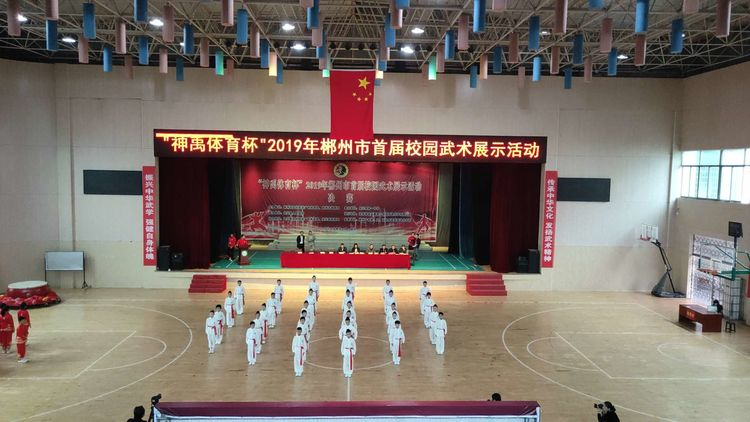 "神禹体育杯"2019年郴州市首届校园武术展示活动
"神禹体育杯"2019年郴州市首届校园武术展示活动
决赛
振兴中华武学 强健自身体魄
传承中华文化 发扬武术精神